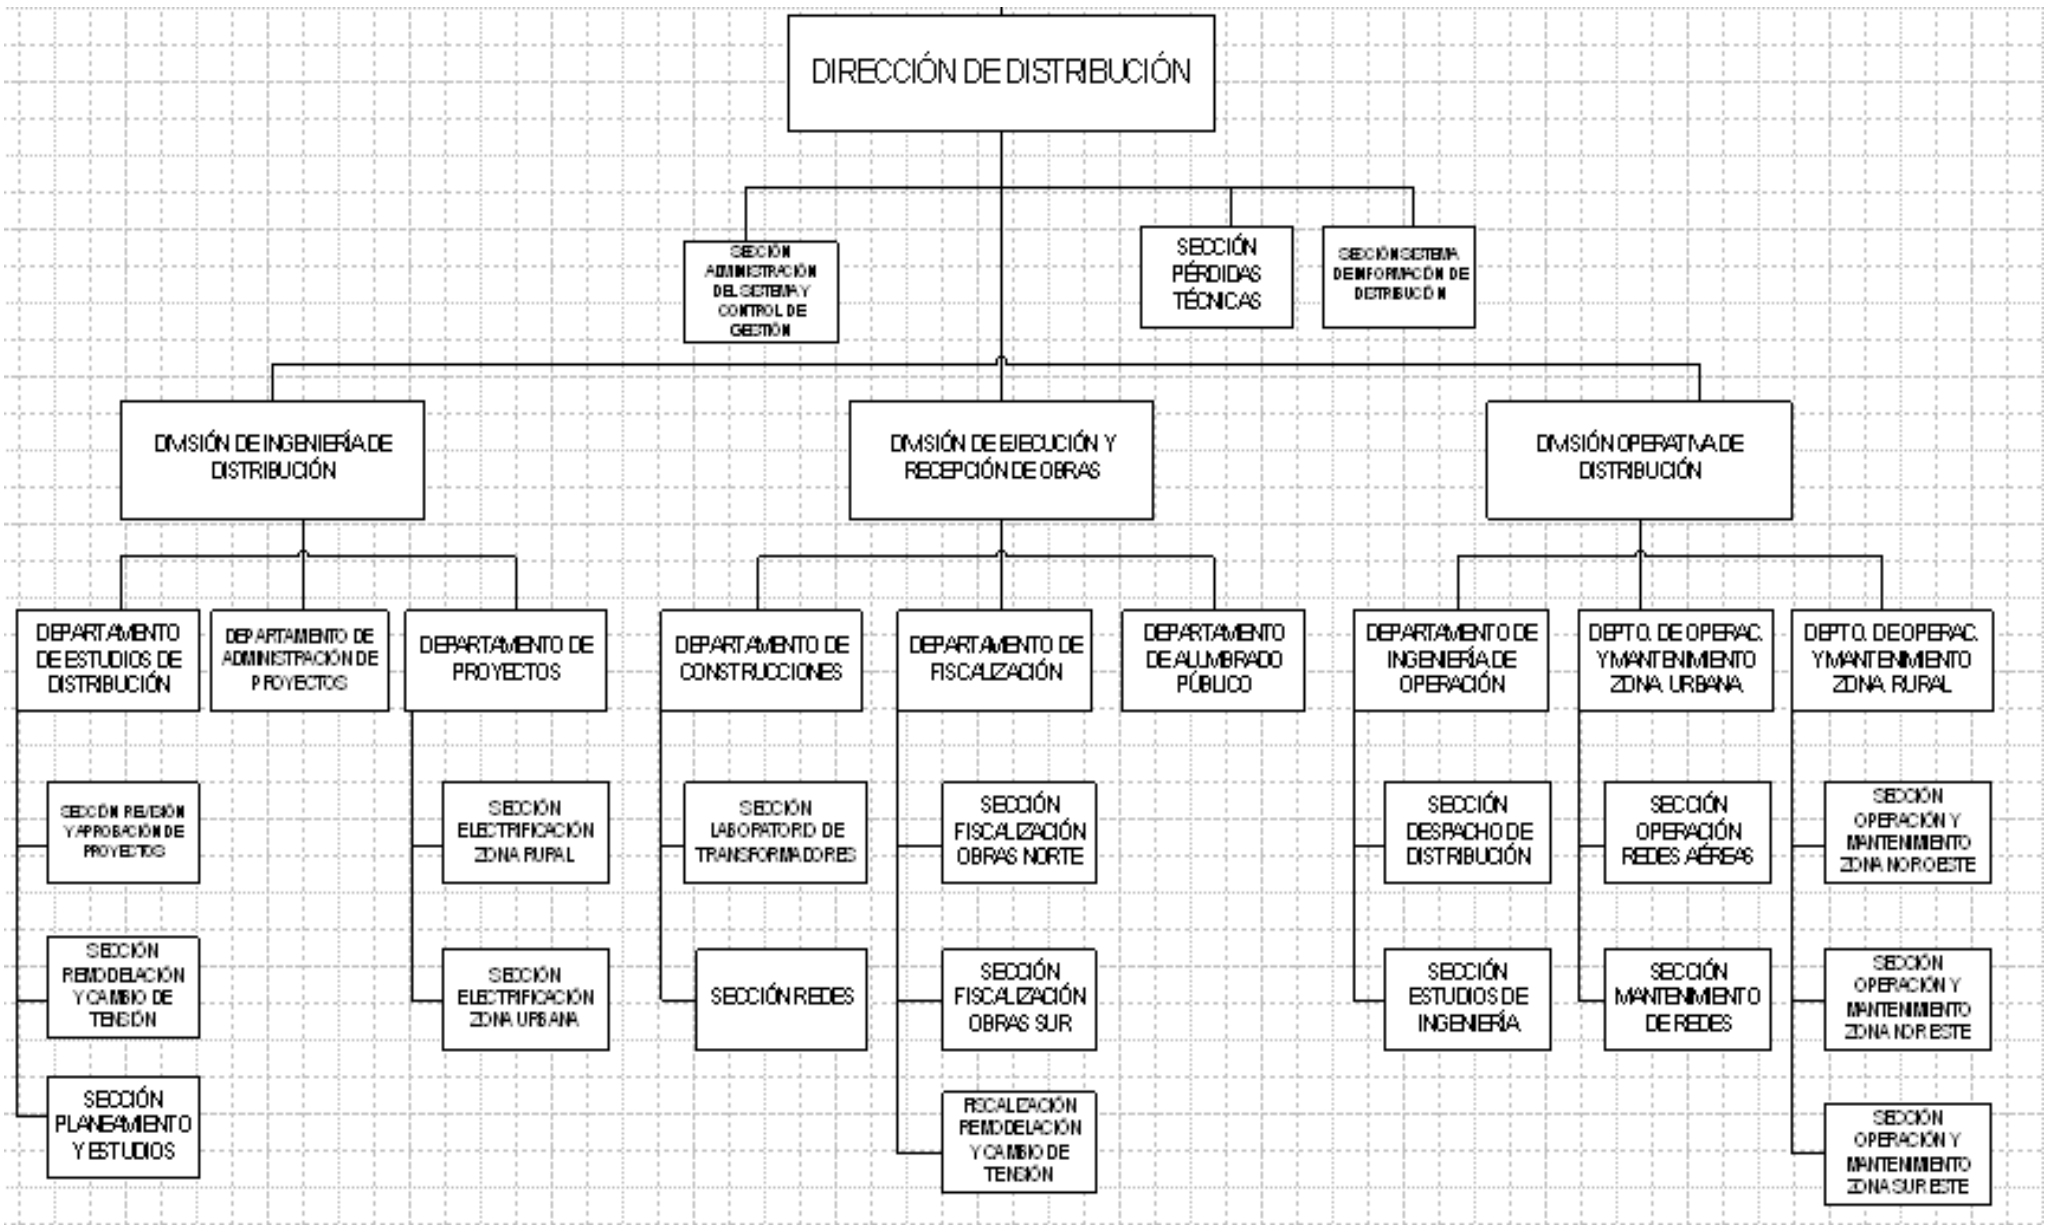 DIRECCIÓN DE DISTRIBUCIÓN
SECCIÓN
ADMINISTRACIÓN
DEL SISTEMA Y
CONTROL DE
GESTIÓN
SECCIÓN
PÉRDIDAS
TÉCNICAS
SECCIÓN SISTEMA
DE INFORMACIÓN DE
DISTRIBUCIÓN
DIVISIÓN DE INGENIERÍA DE
DISTRIBUCIÓN
DIVISIÓN DE EJECUCIÓN Y
RECEPCIÓN DE OBRAS
DIVISIÓN OPERATIVA DE
DISTRIBUCIÓN
DEPARTAMENTO
DE ESTUDIOS DE
DISTRIBUCIÓN
DEPARTAMENTO DE
ADMINISTRACIÓN DE
PROYECTOS
DEPARTAMENTO DE
PROYECTOS
DEPARTAMENTO DE
CONSTRUCCIONES
DEPARTAMENTO DE
FISCALIZACIÓN
DEPARTAMENTO
DE ALUMBRADO
PÚBLICO
DEPARTAMENTO DE
INGENIERÍA DE
OPERACIÓN
DEPTO. DE OPERAC.
Y MANTENIMIENTO
ZONA URBANA
DEPTO. DE OPERAC.
Y MANTENIMIENTO
ZONA RURAL
SECCIÓN REVISIÓN
Y APROBACIÓN DE
PROYECTOS
SECCIÓN
REMODELACIÓN
Y CAMBIO DE
TENSIÓN
SECCIÓN
PLANEAMIENTO
Y ESTUDIOS
SECCIÓN
ELECTRIFICACIÓN
ZONA RURAL
SECCIÓN
ELECTRIFICACIÓN
ZONA URBANA
SECCIÓN
LABORATORIO DE
TRANSFORMADORES
SECCIÓN REDES
SECCIÓN
FISCALIZACIÓN
OBRAS NORTE
SECCIÓN
FISCALIZACIÓN
OBRAS SUR
FISCALIZACIÓN
REMODELACIÓN
Y CAMBIO DE
TENSIÓN
SECCIÓN
DESPACHO DE
DISTRIBUCIÓN
SECCIÓN
ESTUDIOS DE
INGENIERÍA
SECCIÓN
OPERACIÓN
REDES AÉREAS
SECCIÓN
MANTENIMIENTO
DE REDES
SECCIÓN
OPERACIÓN Y
MANTENIMIENTO
ZONA NOROESTE
SECCIÓN
OPERACIÓN Y
MANTENIMIENTO
ZONA NORESTE
SECCIÓN
OPERACIÓN Y
MANTENIMIENTO
ZONA SURESTE